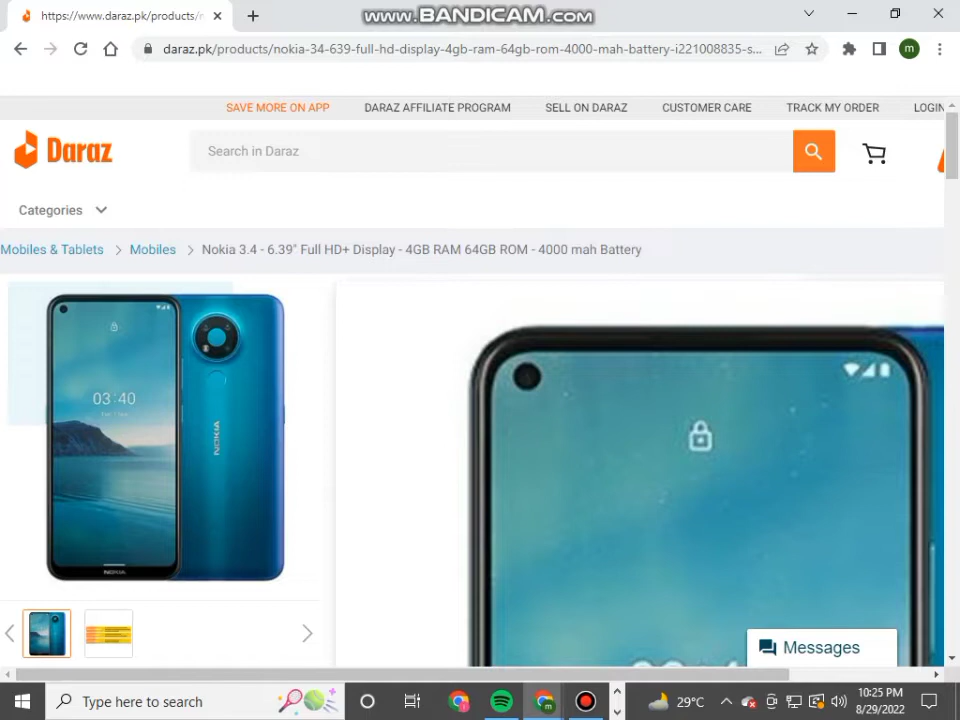 https://www.daraz.pk/products/n
www.BANDICAM.com
daraz.pk/products/nokia-34-639-full-hd-display-4gb-ram-64gb-rom-4000-mah-battery-i221008835-s...
m
SAVE MORE ON APP
DARAZ AFFILIATE PROGRAM
SELL ON DARAZ
CUSTOMER CARE
TRACK MY ORDER
LOGIN
Daraz
Search in Daraz
Categories
Mobiles & Tablets > Mobiles > Nokia 3.4 - 6.39" Full HD+ Display - 4GB RAM 64GB ROM - 4000 mah Battery
03:40
NOKIA
NOKIA
Messages
Type here to search
29°C
10:25 PM
8/29/2022